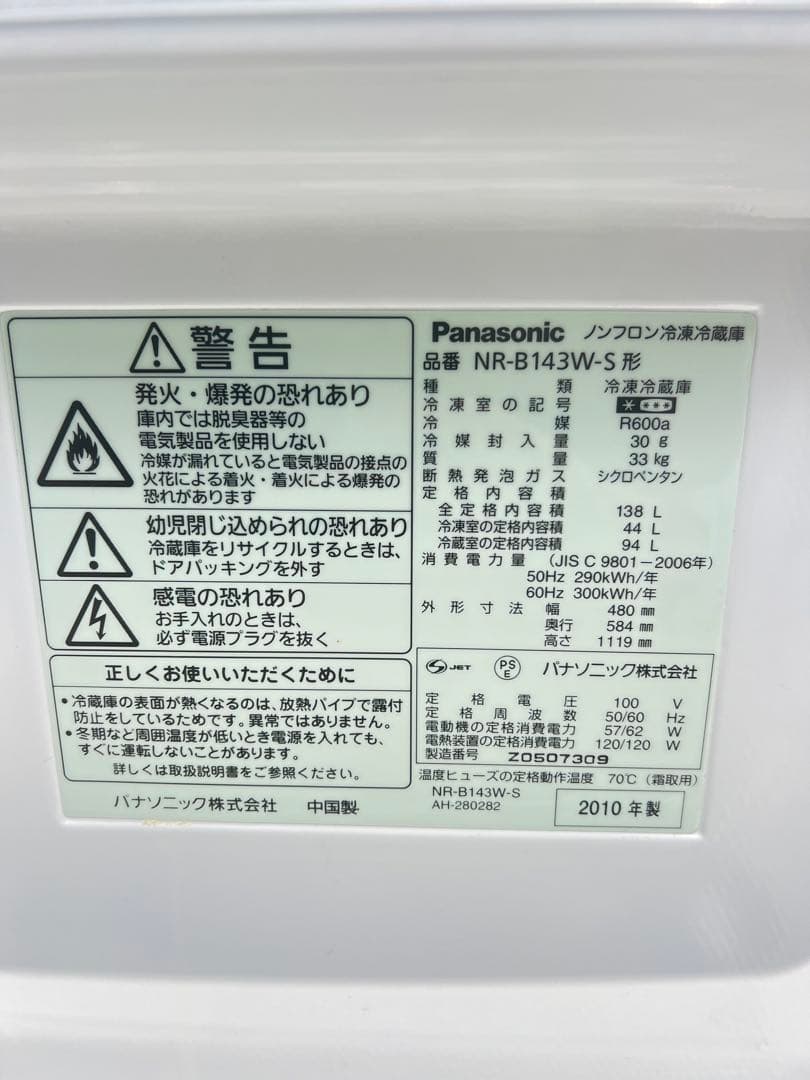 警告
発火・爆発の恐れあり
庫内では脱臭器等の
電気製品を使用しない
冷媒が漏れていると電気製品の接点の
火花による着火・着火による爆発の
恐れがあります
幼児閉じ込められの恐れあり
冷蔵庫をリサイクルするときは、
ドアパッキングを外す
感電の恐れあり
お手入れのときは、
必ず電源プラグを抜く
正しくお使いいただくために
•冷蔵庫の表面が熱くなるのは、放熱パイプで露付
防止をしているためです。異常ではありません。
•冬期など周囲温度が低いとき電源を入れても、
すぐに運転しないことがあります。
詳しくは取扱説明書をご参照ください。
パナソニック株式会社 中国製
Panasonic ノンフロン冷凍冷蔵庫
品番 NR-B143W-S 形
種類 冷凍冷蔵庫
冷凍室の記号 ＊＊＊＊
冷媒 R600a
冷媒封入量 30 g
質量 33 kg
断熱発泡ガス シクロペンタン
定格内容積
全定格内容積 138 L
冷凍室の定格内容積 44 L
冷蔵室の定格内容積 94 L
消費電力量 (JIS C 9801-2006年)
50Hz 290kWh/年
60Hz 300kWh/年
外形寸法 幅 480 mm
奥行 584 mm
高さ 1119 mm
S JET PS E パナソニック株式会社
定格電圧 100 V
定格周波数 50/60 Hz
電動機の定格消費電力 57/62 W
電熱装置の定格消費電力 120/120 W
製造番号 Z0507309
温度ヒューズの定格動作温度 70℃ (霜取用)
NR-B143W-S
AH-280282
2010 年製